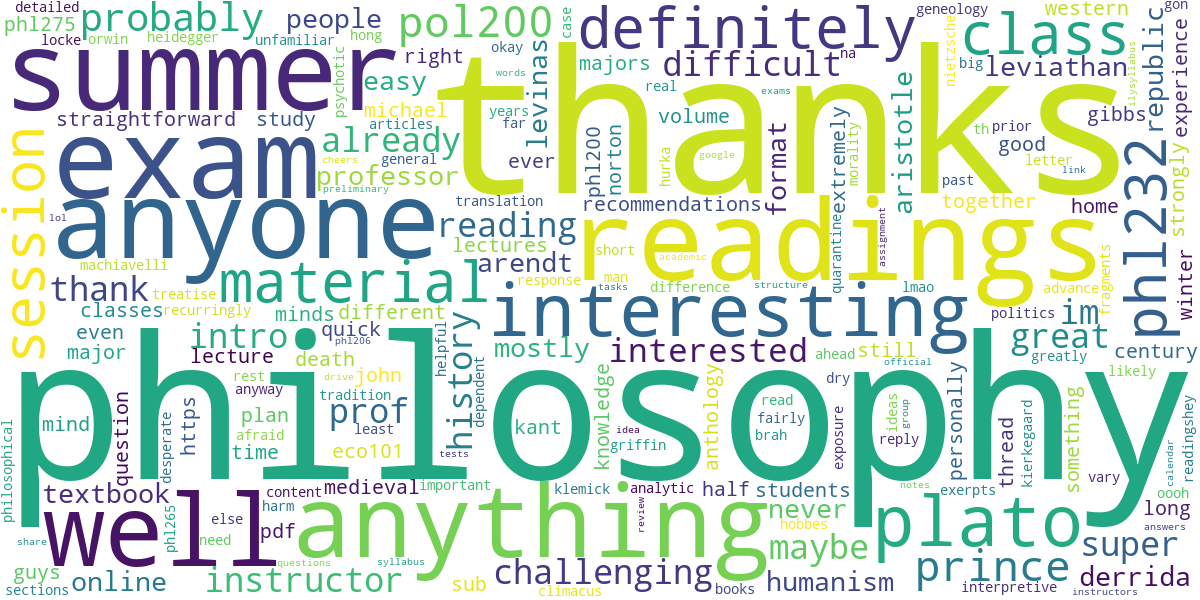 detailed
phl275
probably
people
pol200
definitely
case
class
western
geneology
gon
locke
orwin
heidegger
unfamiliar
hong
okay
majors
difficult
na
nietzsche
big
leviathan
republic
ilysyllabus
experience
summer
psychotic
right
easy
words
levinas
real
exams
thanks
aristotle
michael
years
volume
gibbs
straightforward
study
already
articles
far
phl200
norton
format
extremely
th
prior
good
strongly
exam
cheers
general
ever
hurka
google
morality
letter
link
phl232
professor
preliminary
translation
recommendations
past
together
home
session
lol
anyone
reading
readings
quarantine
assignment
winter
lectures
short
academic
machiavelli
material
arendt
response
man
tasks
difference
structure
lmao
advance
fragments
thank
treatise
recurringly
interesting
politics
im
classes
minds
different
even
intro
quick
phl206
history
helpful
mostly
interested
ahead
still
official
great
greatly
century
major
lecture
death
dependent
likely
rest
drive
john
anyway
tradition
knowledge
anthology
dry
read
ideas
group
personally
thread
kierkegaard
something
philosophy
mind
question
desperate
https
plan
afraid
time
prof
least
eco101
kant
idea
griffin
fairly
brah
exposure
reply
readingshey
philosophical
tests
vary
calendar
phl265
textbook
content
medieval
important
klemick
analytic
half
students
notes
exerpts
oooh
well
harm
else
pdf
anything
review
never
plato
long
answers
share
need
hobbes
maybe
super
guys
questions
syllabus
challenging
prince
derrida
sections
online
instructor
sub
climacus
books
humanism
interpretive
instructors